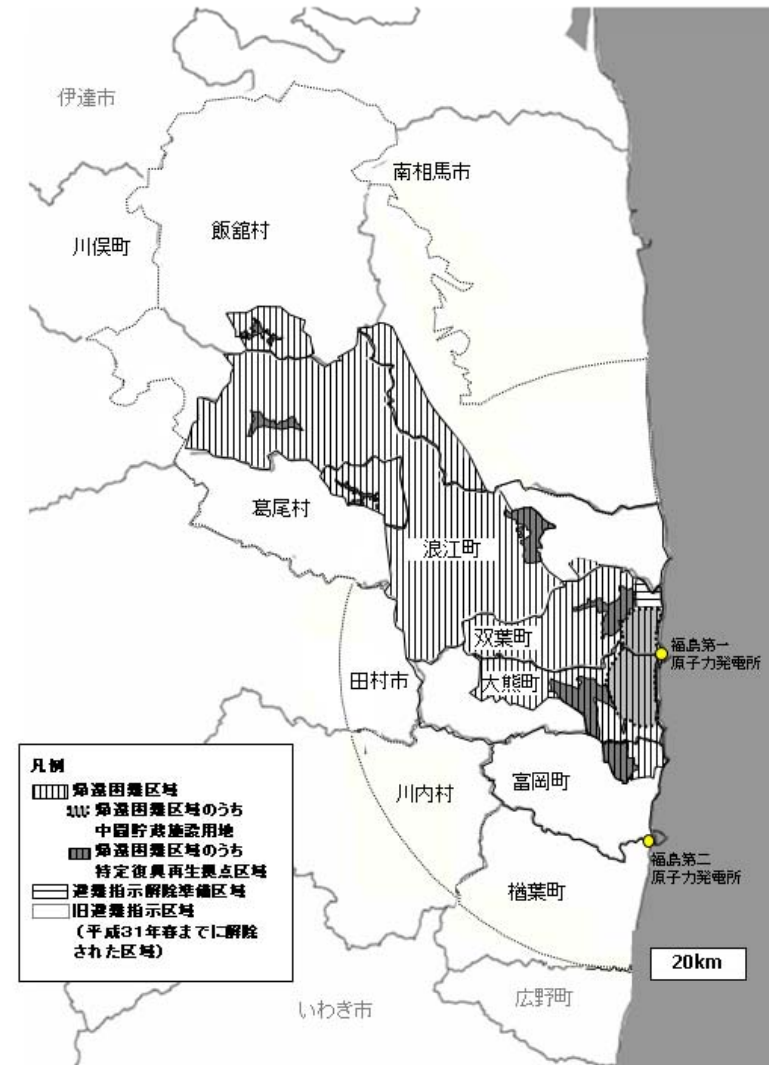 伊達市
南相馬市
飯舘村
川俣町
葛尾村
浪江町
双葉町
福島第一
原子力発電所
大熊町
田村市
富岡町
川内村
福島第二
原子力発電所
楢葉町
20km
広野町
いわき市
凡例
帰還困難区域
帰還困難区域のうち
中間貯蔵施設用地
帰還困難区域のうち
特定復興再生拠点区域
避難指示解除準備区域
旧避難指示区域
(平成31年春までに解除
された区域)